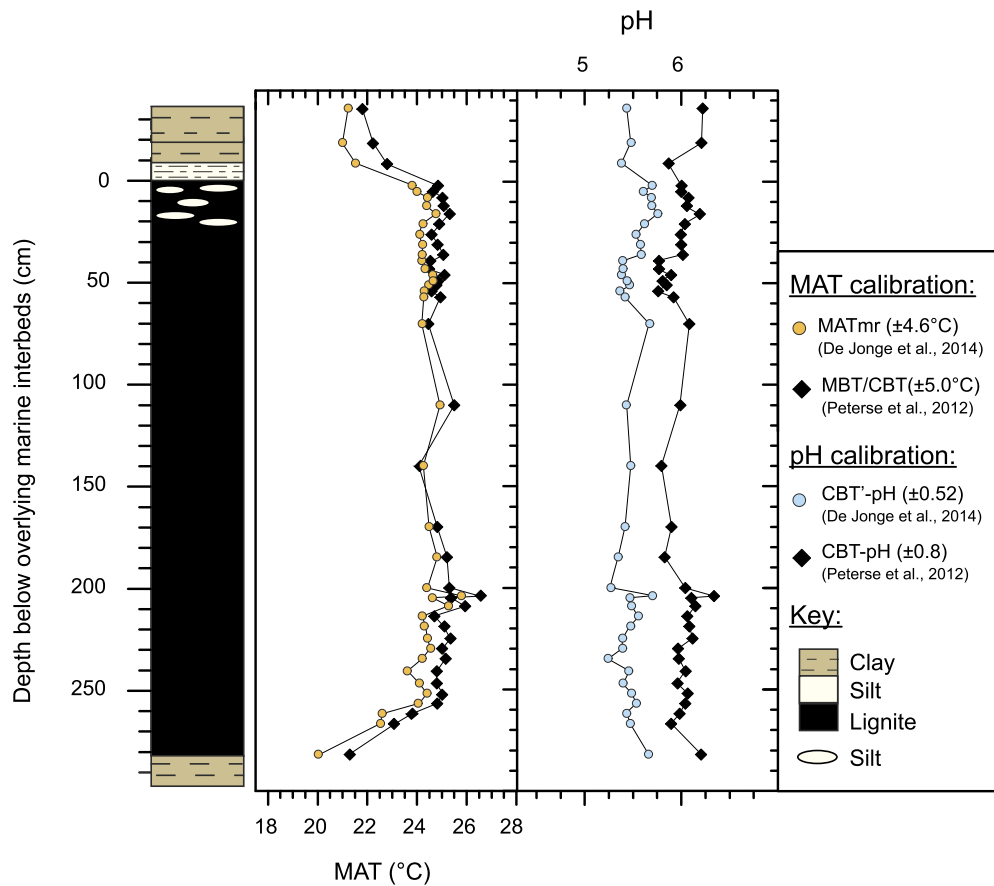 pH
5 6
0
50
100
150
200
250
Depth below overlying marine interbeds (cm)
18 20 22 24 26 28
MAT (°C)
MAT calibration:
MATmr (±4.6°C)
(De Jonge et al., 2014)
MBT/CBT(±5.0°C)
(Peterse et al., 2012)
pH calibration:
CBT’-pH (±0.52)
(De Jonge et al., 2014)
CBT-pH (±0.8)
(Peterse et al., 2012)
Key:
Clay
Silt
Lignite
Silt